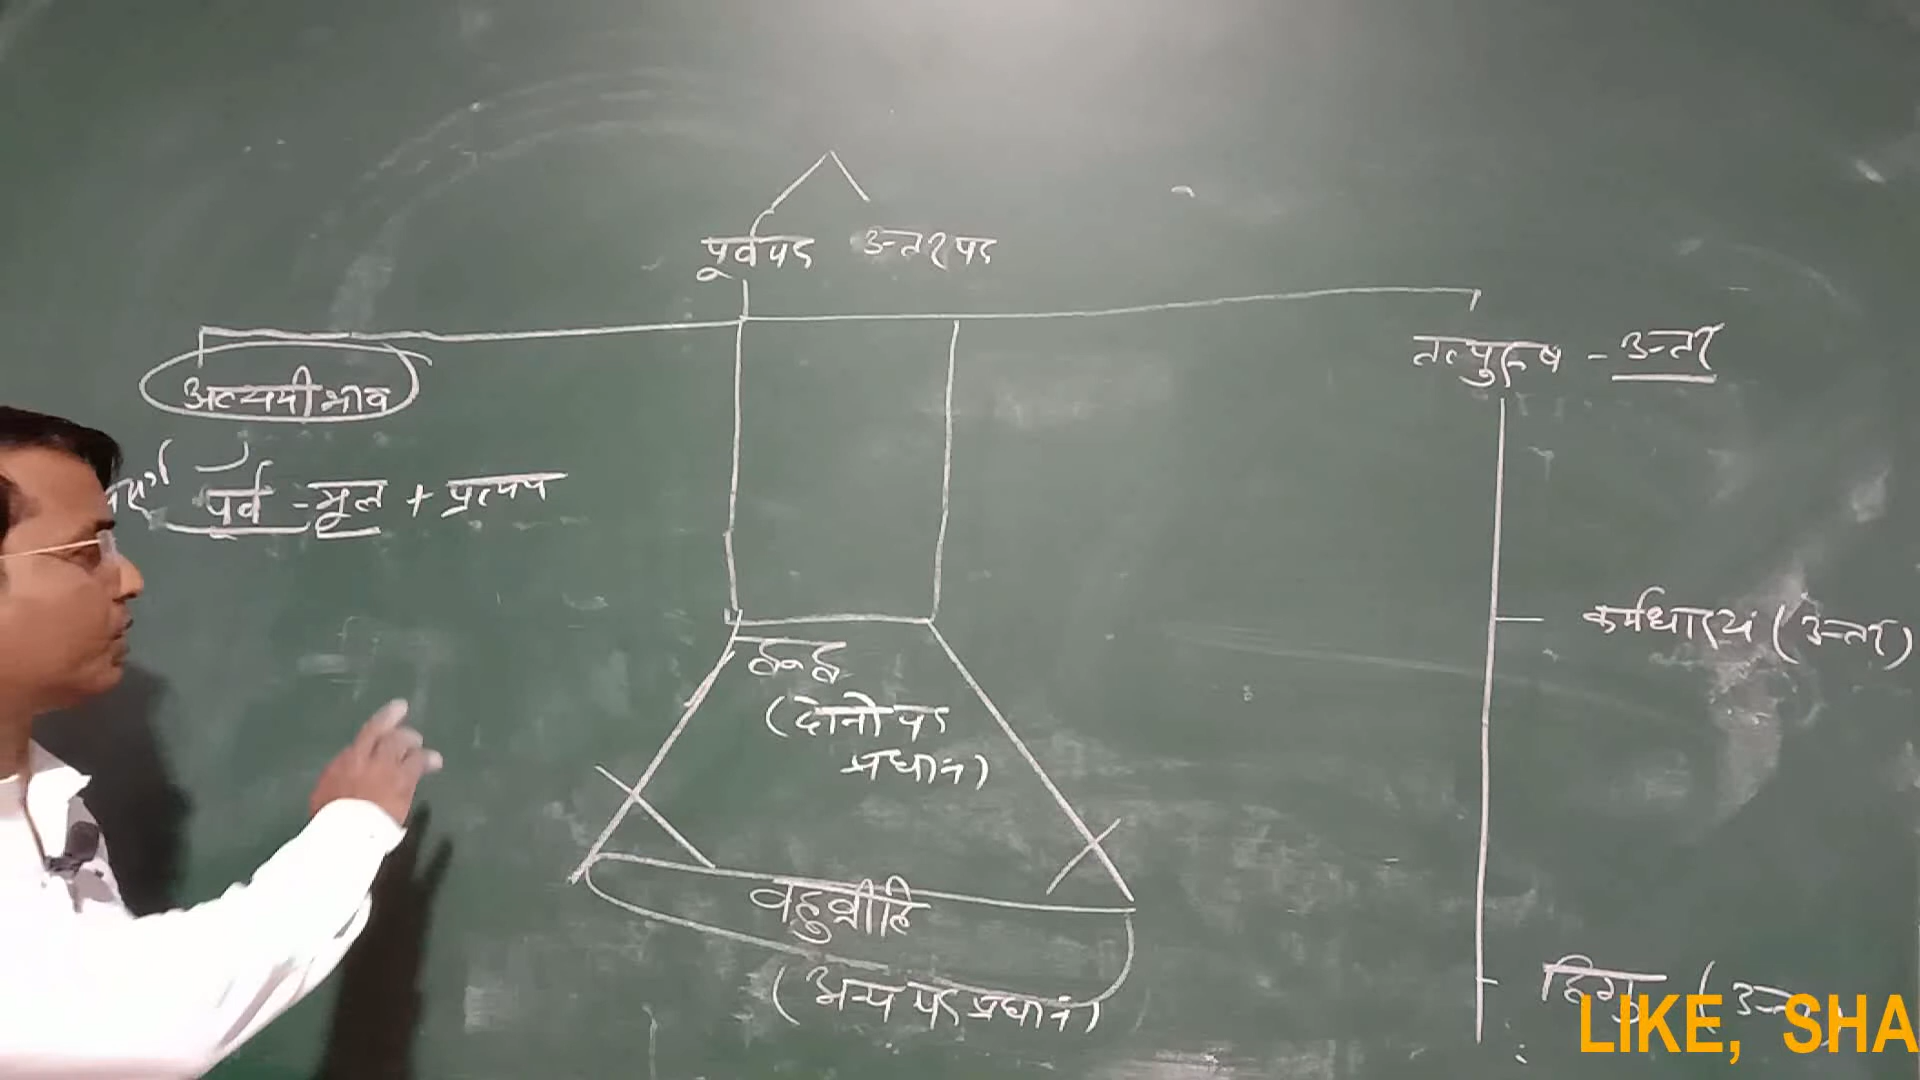 पूर्वपद उत्तरपद
अव्ययीभाव
तत्पुरुष - उत्तर
पूर्व - मूल + प्रत्यय
कर्मधारय (उत्तर)
द्वन्द्व
(दोनो पद
प्रधान)
बहुव्रीहि
(अन्य पद प्रधान)
द्विगु
LIKE, SHA